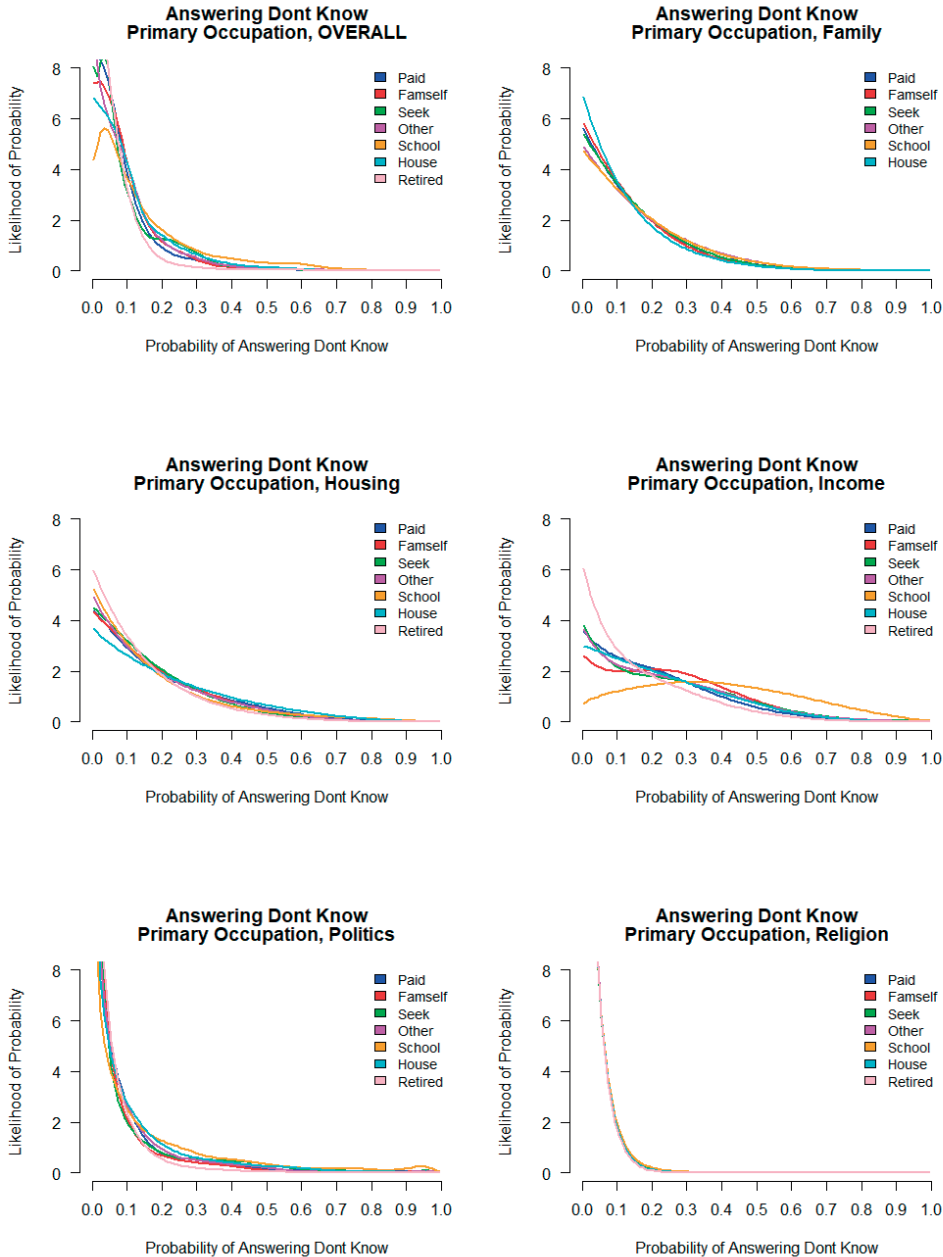 Answering Dont Know
Primary Occupation, OVERALL
Likelihood of Probability
8
6
4
2
0
Paid
Famself
Seek
Other
School
House
Retired
0.0 0.1 0.2 0.3 0.4 0.5 0.6 0.7 0.8 0.9 1.0
Probability of Answering Dont Know
Answering Dont Know
Primary Occupation, Family
Likelihood of Probability
8
6
4
2
0
Paid
Famself
Seek
Other
School
House
0.0 0.1 0.2 0.3 0.4 0.5 0.6 0.7 0.8 0.9 1.0
Probability of Answering Dont Know
Answering Dont Know
Primary Occupation, Housing
Likelihood of Probability
8
6
4
2
0
Paid
Famself
Seek
Other
School
House
Retired
0.0 0.1 0.2 0.3 0.4 0.5 0.6 0.7 0.8 0.9 1.0
Probability of Answering Dont Know
Answering Dont Know
Primary Occupation, Income
Likelihood of Probability
8
6
4
2
0
Paid
Famself
Seek
Other
School
House
Retired
0.0 0.1 0.2 0.3 0.4 0.5 0.6 0.7 0.8 0.9 1.0
Probability of Answering Dont Know
Answering Dont Know
Primary Occupation, Politics
Likelihood of Probability
8
6
4
2
0
Paid
Famself
Seek
Other
School
House
Retired
0.0 0.1 0.2 0.3 0.4 0.5 0.6 0.7 0.8 0.9 1.0
Probability of Answering Dont Know
Answering Dont Know
Primary Occupation, Religion
Likelihood of Probability
8
6
4
2
0
Paid
Famself
Seek
Other
School
House
Retired
0.0 0.1 0.2 0.3 0.4 0.5 0.6 0.7 0.8 0.9 1.0
Probability of Answering Dont Know